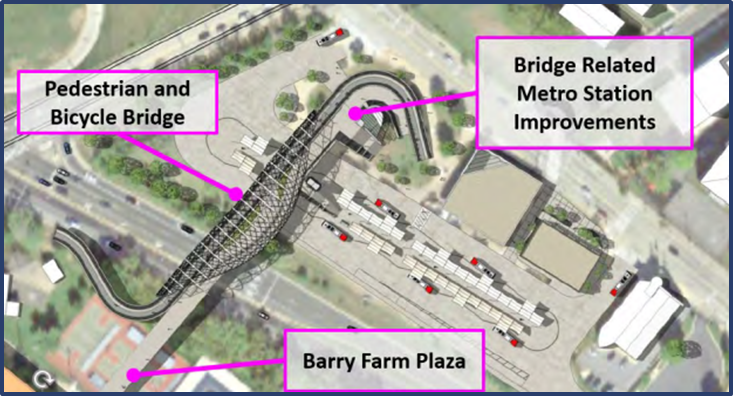 Pedestrian and
Bicycle Bridge
Bridge Related
Metro Station
Improvements
Barry Farm Plaza